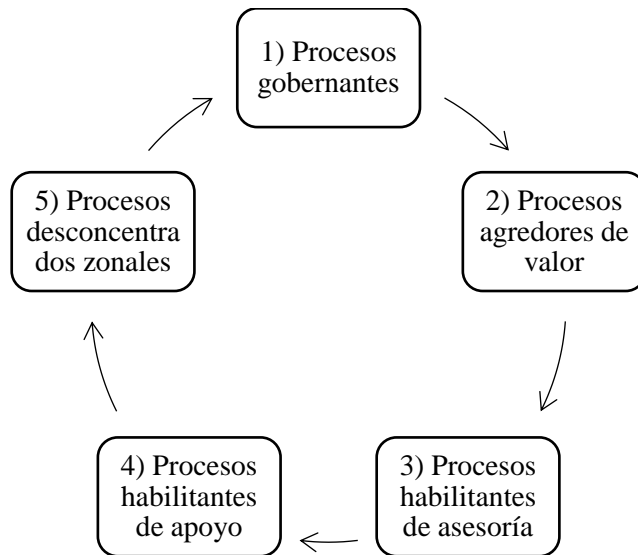 1) Procesos
gobernantes
2) Procesos
agredores de
valor
3) Procesos
habilitantes
de asesoría
4) Procesos
habilitantes
de apoyo
5) Procesos
desconcentra
dos zonales